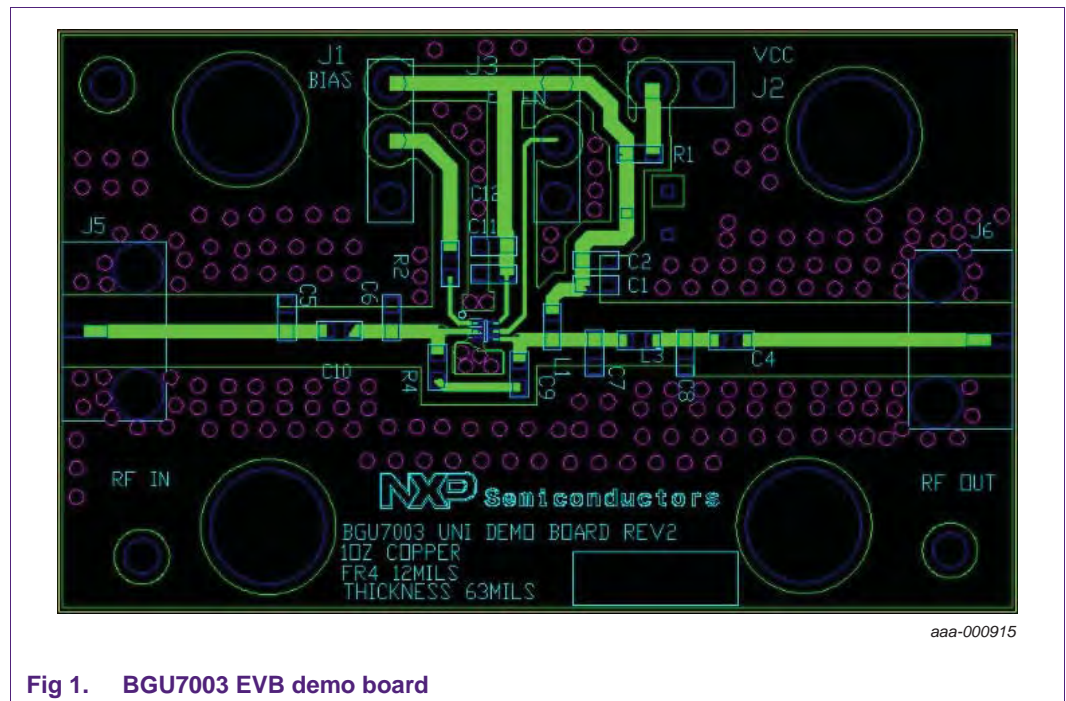 J1
BIAS
J3
EN
VCC
J2
R1
C12
C11
R2
C2
C1
J5
J6
C5
C6
C10
R4
C9
L1
C7
L3
C8
C4
RF IN
RF OUT
NXP Semiconductors
BGU7003 UNI DEMO BOARD REV2
1OZ COPPER
FR4 12MILS
THICKNESS 63MILS
aaa-000915
Fig 1. BGU7003 EVB demo board